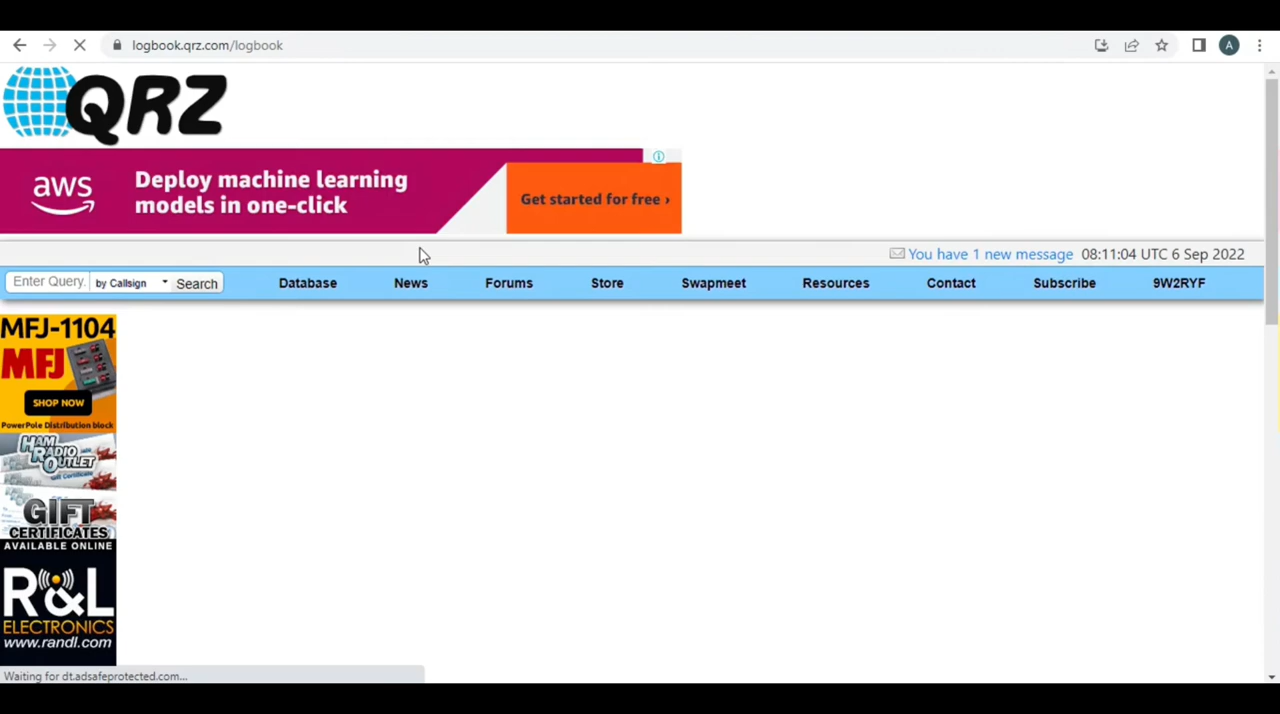 logbook.qrz.com/logbook
A
QRZ
aws
Deploy machine learning
models in one-click
Get started for free ›
You have 1 new message 08:11:04 UTC 6 Sep 2022
Enter Query. by Callsign Search Database News Forums Store Swapmeet Resources Contact Subscribe 9W2RYF
MFJ-1104
MFJ
SHOP NOW
PowerPole Distribution block
HAM
RADIO
OUTLET
GIFT
CERTIFICATES
AVAILABLE ONLINE
R&L
ELECTRONICS
www.randl.com
Waiting for dt.adsafeprotected.com...